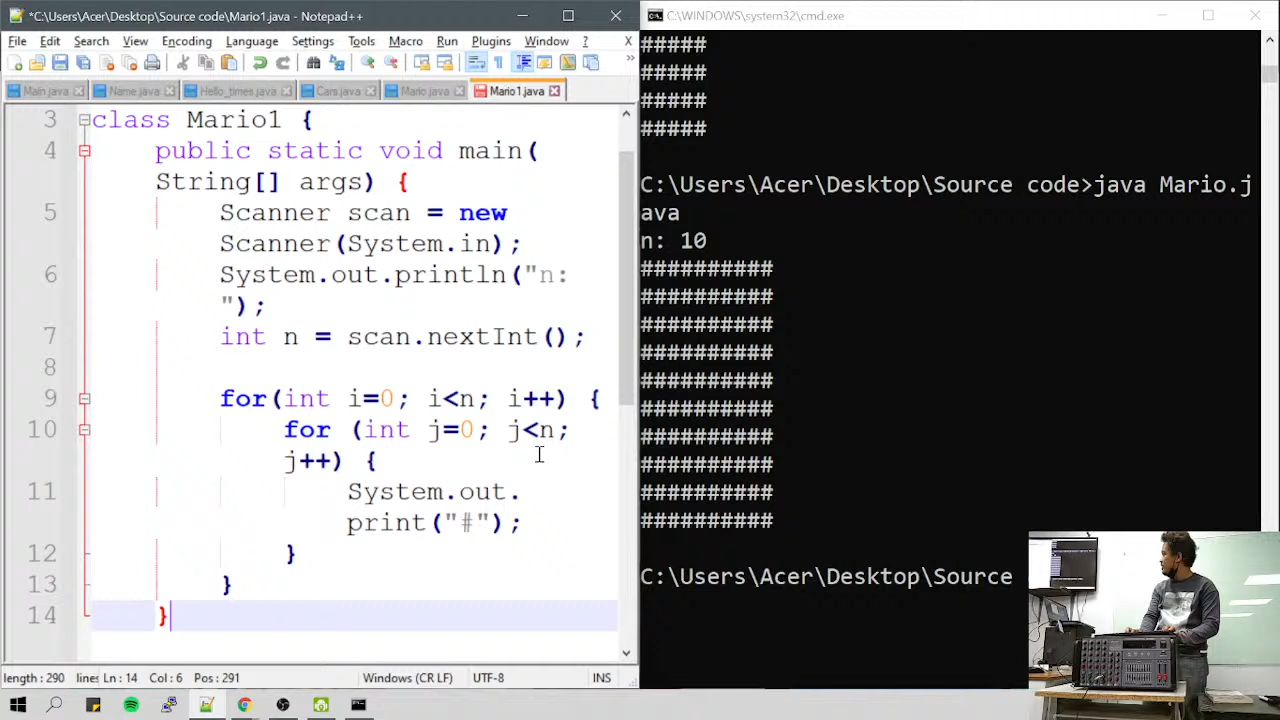 *C:\Users\Acer\Desktop\Source code\Mario1.java - Notepad++
File Edit Search View Encoding Language Settings Tools Macro Run Plugins Window ? X
Main.java Name.java Hello_times.java Cars.java Mario.java Mario1.java
3 class Mario1 {
4 public static void main(
String[] args) {
5 Scanner scan = new
Scanner(System.in);
6 System.out.println("n:
");
7 int n = scan.nextInt();
8
9 for(int i=0; i<n; i++) {
10 for (int j=0; j<n;
j++) {
11 System.out.
print("#");
12 }
13 }
14 }
length: 290 lines Ln: 14 Col: 6 Pos: 291 Windows (CR LF) UTF-8 INS
C:\WINDOWS\system32\cmd.exe
#####
#####
#####
#####
C:\Users\Acer\Desktop\Source code>java Mario.j
ava
n: 10
##########
##########
##########
##########
##########
##########
##########
##########
##########
##########
C:\Users\Acer\Desktop\Source